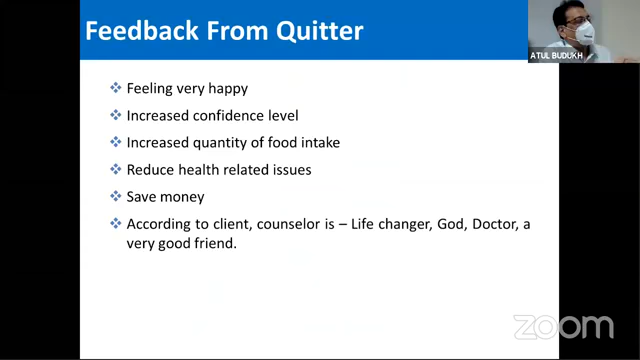 Feedback From Quitter
ATUL BUDUKH
Feeling very happy
Increased confidence level
Increased quantity of food intake
Reduce health related issues
Save money
According to client, counselor is – Life changer, God, Doctor, a
very good friend.
zoom